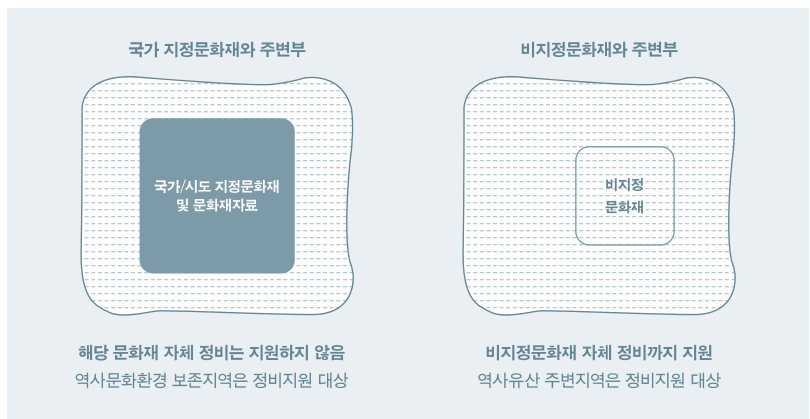 국가 지정문화재와 주변부
국가/시도 지정문화재
및 문화재자료
해당 문화재 자체 정비는 지원하지 않음
역사문화환경 보존지역은 정비지원 대상
비지정문화재와 주변부
비지정
문화재
비지정문화재 자체 정비까지 지원
역사유산 주변지역은 정비지원 대상